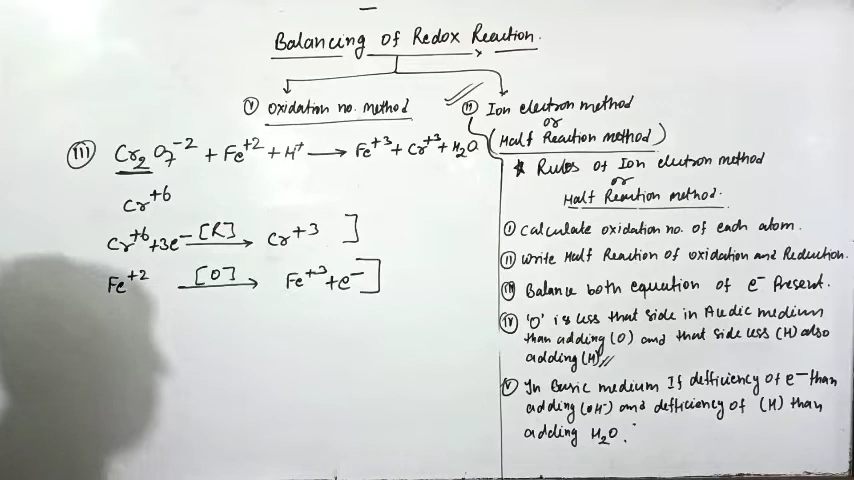 Balancing of Redox Reaction.
(I) Oxidation no. method
(II) Ion electron method
or
(Half Reaction method)
(III) Cr₂O₇⁻² + Fe⁺² + H⁺ → Fe⁺³ + Cr⁺³ + H₂O
Cr⁺⁶
Cr⁺⁶ + 3e⁻ [R]→ Cr⁺³ ]
Fe⁺² [O]→ Fe⁺³ + e⁻ ]
* Rules of Ion electron method
or
Half Reaction method.
(I) Calculate oxidation no. of each atom.
(II) Write Half Reaction of oxidation and Reduction.
(III) Balance both equation of e⁻ Present.
(IV) 'O' is less that side in Acidic medium
than adding (O) and that side less (H) also
adding (H)
(V) In Basic medium If defficiency of e⁻ than
adding (OH⁻) and defficiency of (H) than
adding H₂O.